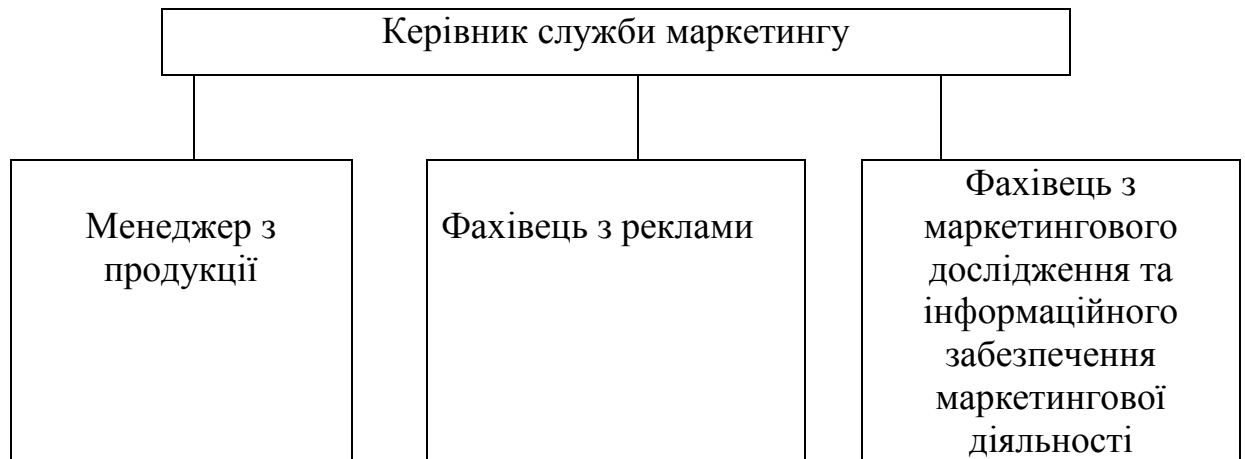 Керівник служби маркетингу
Менеджер з
продукції
Фахівець з реклами
Фахівець з
маркетингового
дослідження та
інформаційного
забезпечення
маркетингової
діяльності